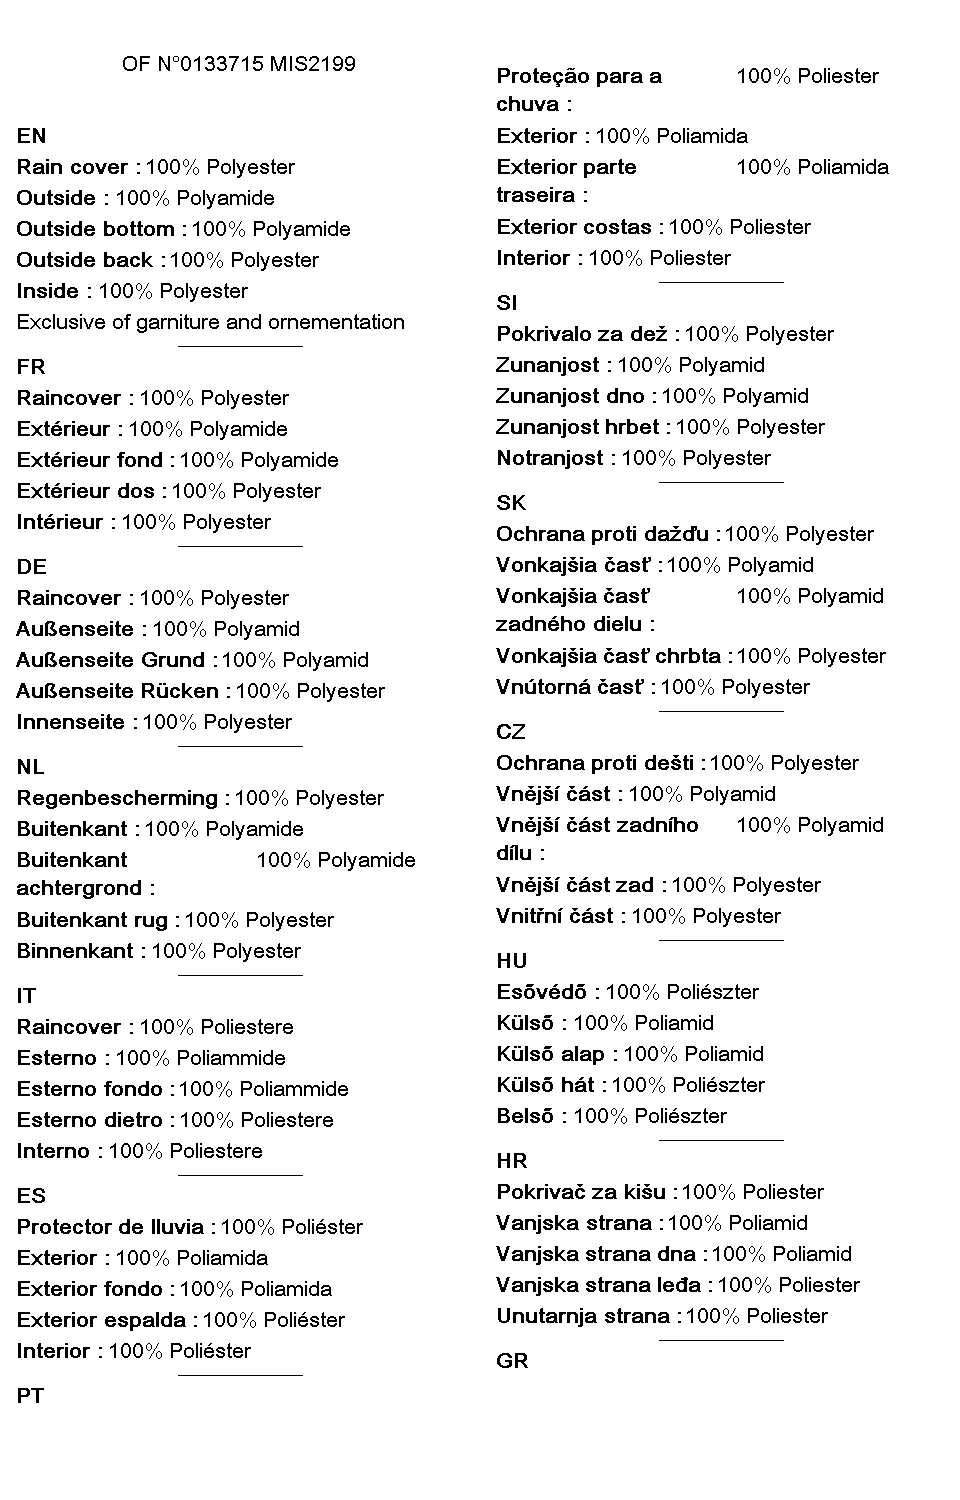 OF N°0133715 MIS2199
EN
Rain cover : 100% Polyester
Outside : 100% Polyamide
Outside bottom : 100% Polyamide
Outside back : 100% Polyester
Inside : 100% Polyester
Exclusive of garniture and ornementation
FR
Raincover : 100% Polyester
Extérieur : 100% Polyamide
Extérieur fond : 100% Polyamide
Extérieur dos : 100% Polyester
Intérieur : 100% Polyester
DE
Raincover : 100% Polyester
Außenseite : 100% Polyamid
Außenseite Grund : 100% Polyamid
Außenseite Rücken : 100% Polyester
Innenseite : 100% Polyester
NL
Regenbescherming : 100% Polyester
Buitenkant : 100% Polyamide
Buitenkant 100% Polyamide
achtergrond :
Buitenkant rug : 100% Polyester
Binnenkant : 100% Polyester
IT
Raincover : 100% Poliestere
Esterno : 100% Poliammide
Esterno fondo : 100% Poliammide
Esterno dietro : 100% Poliestere
Interno : 100% Poliestere
ES
Protector de lluvia : 100% Poliéster
Exterior : 100% Poliamida
Exterior fondo : 100% Poliamida
Exterior espalda : 100% Poliéster
Interior : 100% Poliéster
PT
Proteção para a 100% Poliester
chuva :
Exterior : 100% Poliamida
Exterior parte 100% Poliamida
traseira :
Exterior costas : 100% Poliester
Interior : 100% Poliester
SI
Pokrivalo za dež : 100% Polyester
Zunanjost : 100% Polyamid
Zunanjost dno : 100% Polyamid
Zunanjost hrbet : 100% Polyester
Notranjost : 100% Polyester
SK
Ochrana proti dažďu : 100% Polyester
Vonkajšia časť : 100% Polyamid
Vonkajšia časť 100% Polyamid
zadného dielu :
Vonkajšia časť chrbta : 100% Polyester
Vnútorná časť : 100% Polyester
CZ
Ochrana proti dešti : 100% Polyester
Vnější část : 100% Polyamid
Vnější část zadního 100% Polyamid
dílu :
Vnější část zad : 100% Polyester
Vnitřní část : 100% Polyester
HU
Esővédő : 100% Poliészter
Külső : 100% Poliamid
Külső alap : 100% Poliamid
Külső hát : 100% Poliészter
Belső : 100% Poliészter
HR
Pokrivač za kišu : 100% Poliester
Vanjska strana : 100% Poliamid
Vanjska strana dna : 100% Poliamid
Vanjska strana leđa : 100% Poliester
Unutarnja strana : 100% Poliester
GR